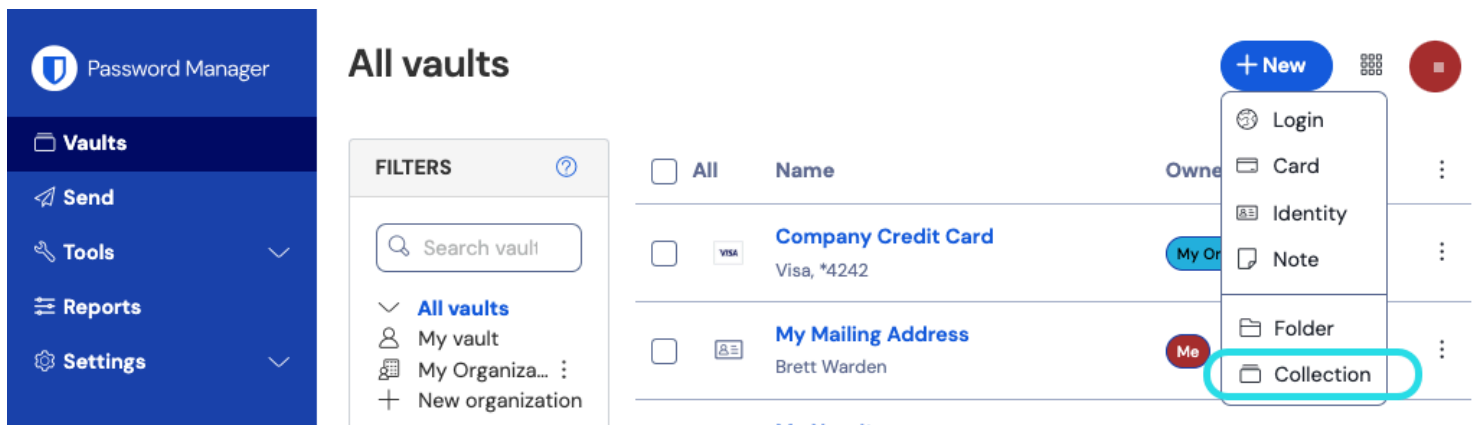 Password Manager
Vaults
Send
Tools
Reports
Settings
All vaults
New
FILTERS
Search vault
All vaults
My vault
My Organiza...
New organization
All
Name
Owne
VISA
Company Credit Card
Visa, *4242
My Or
My Mailing Address
Brett Warden
Me
Login
Card
Identity
Note
Folder
Collection